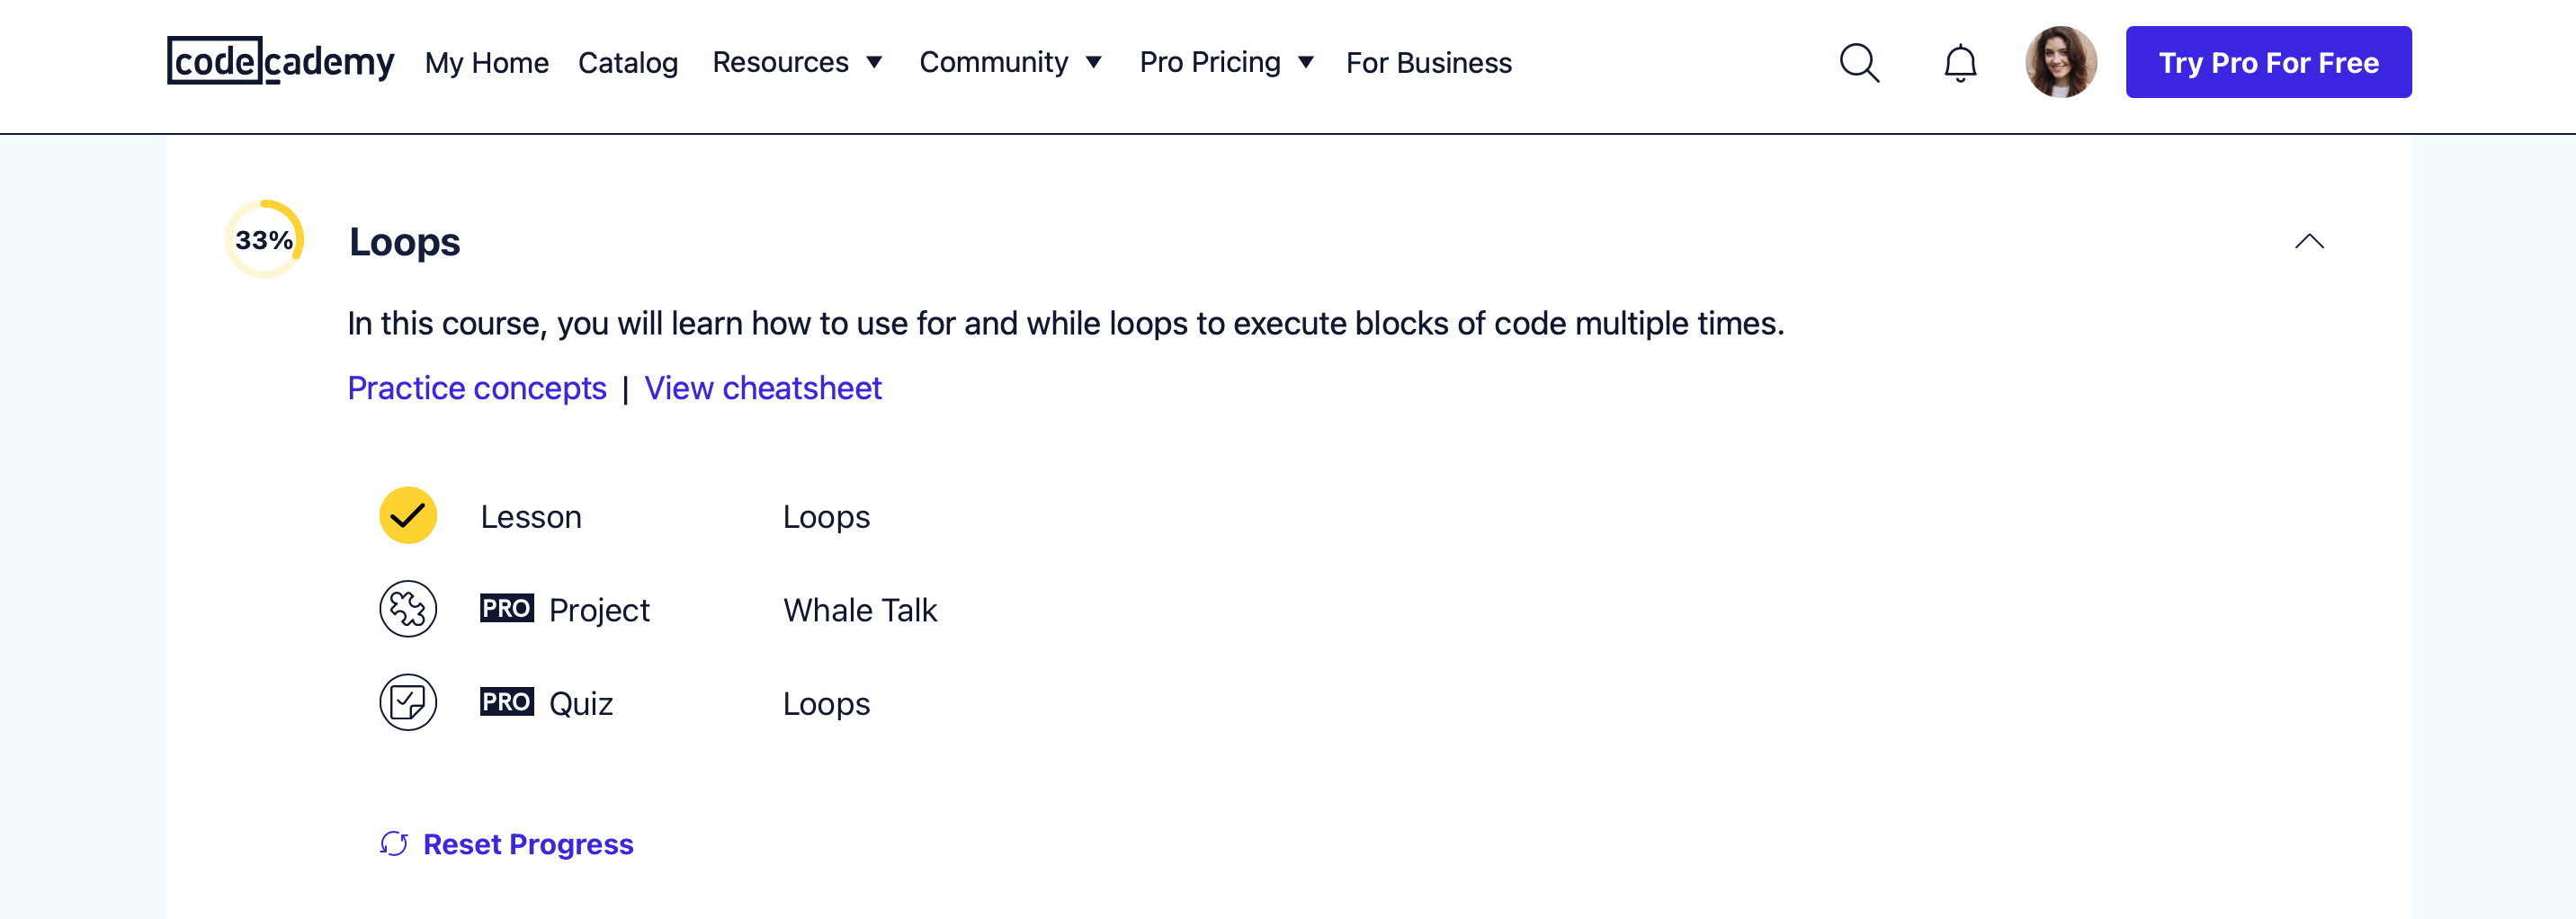 codecademy My Home Catalog Resources Community Pro Pricing For Business Try Pro For Free
33% Loops
In this course, you will learn how to use for and while loops to execute blocks of code multiple times.
Practice concepts | View cheatsheet
Lesson Loops
PRO Project Whale Talk
PRO Quiz Loops
Reset Progress